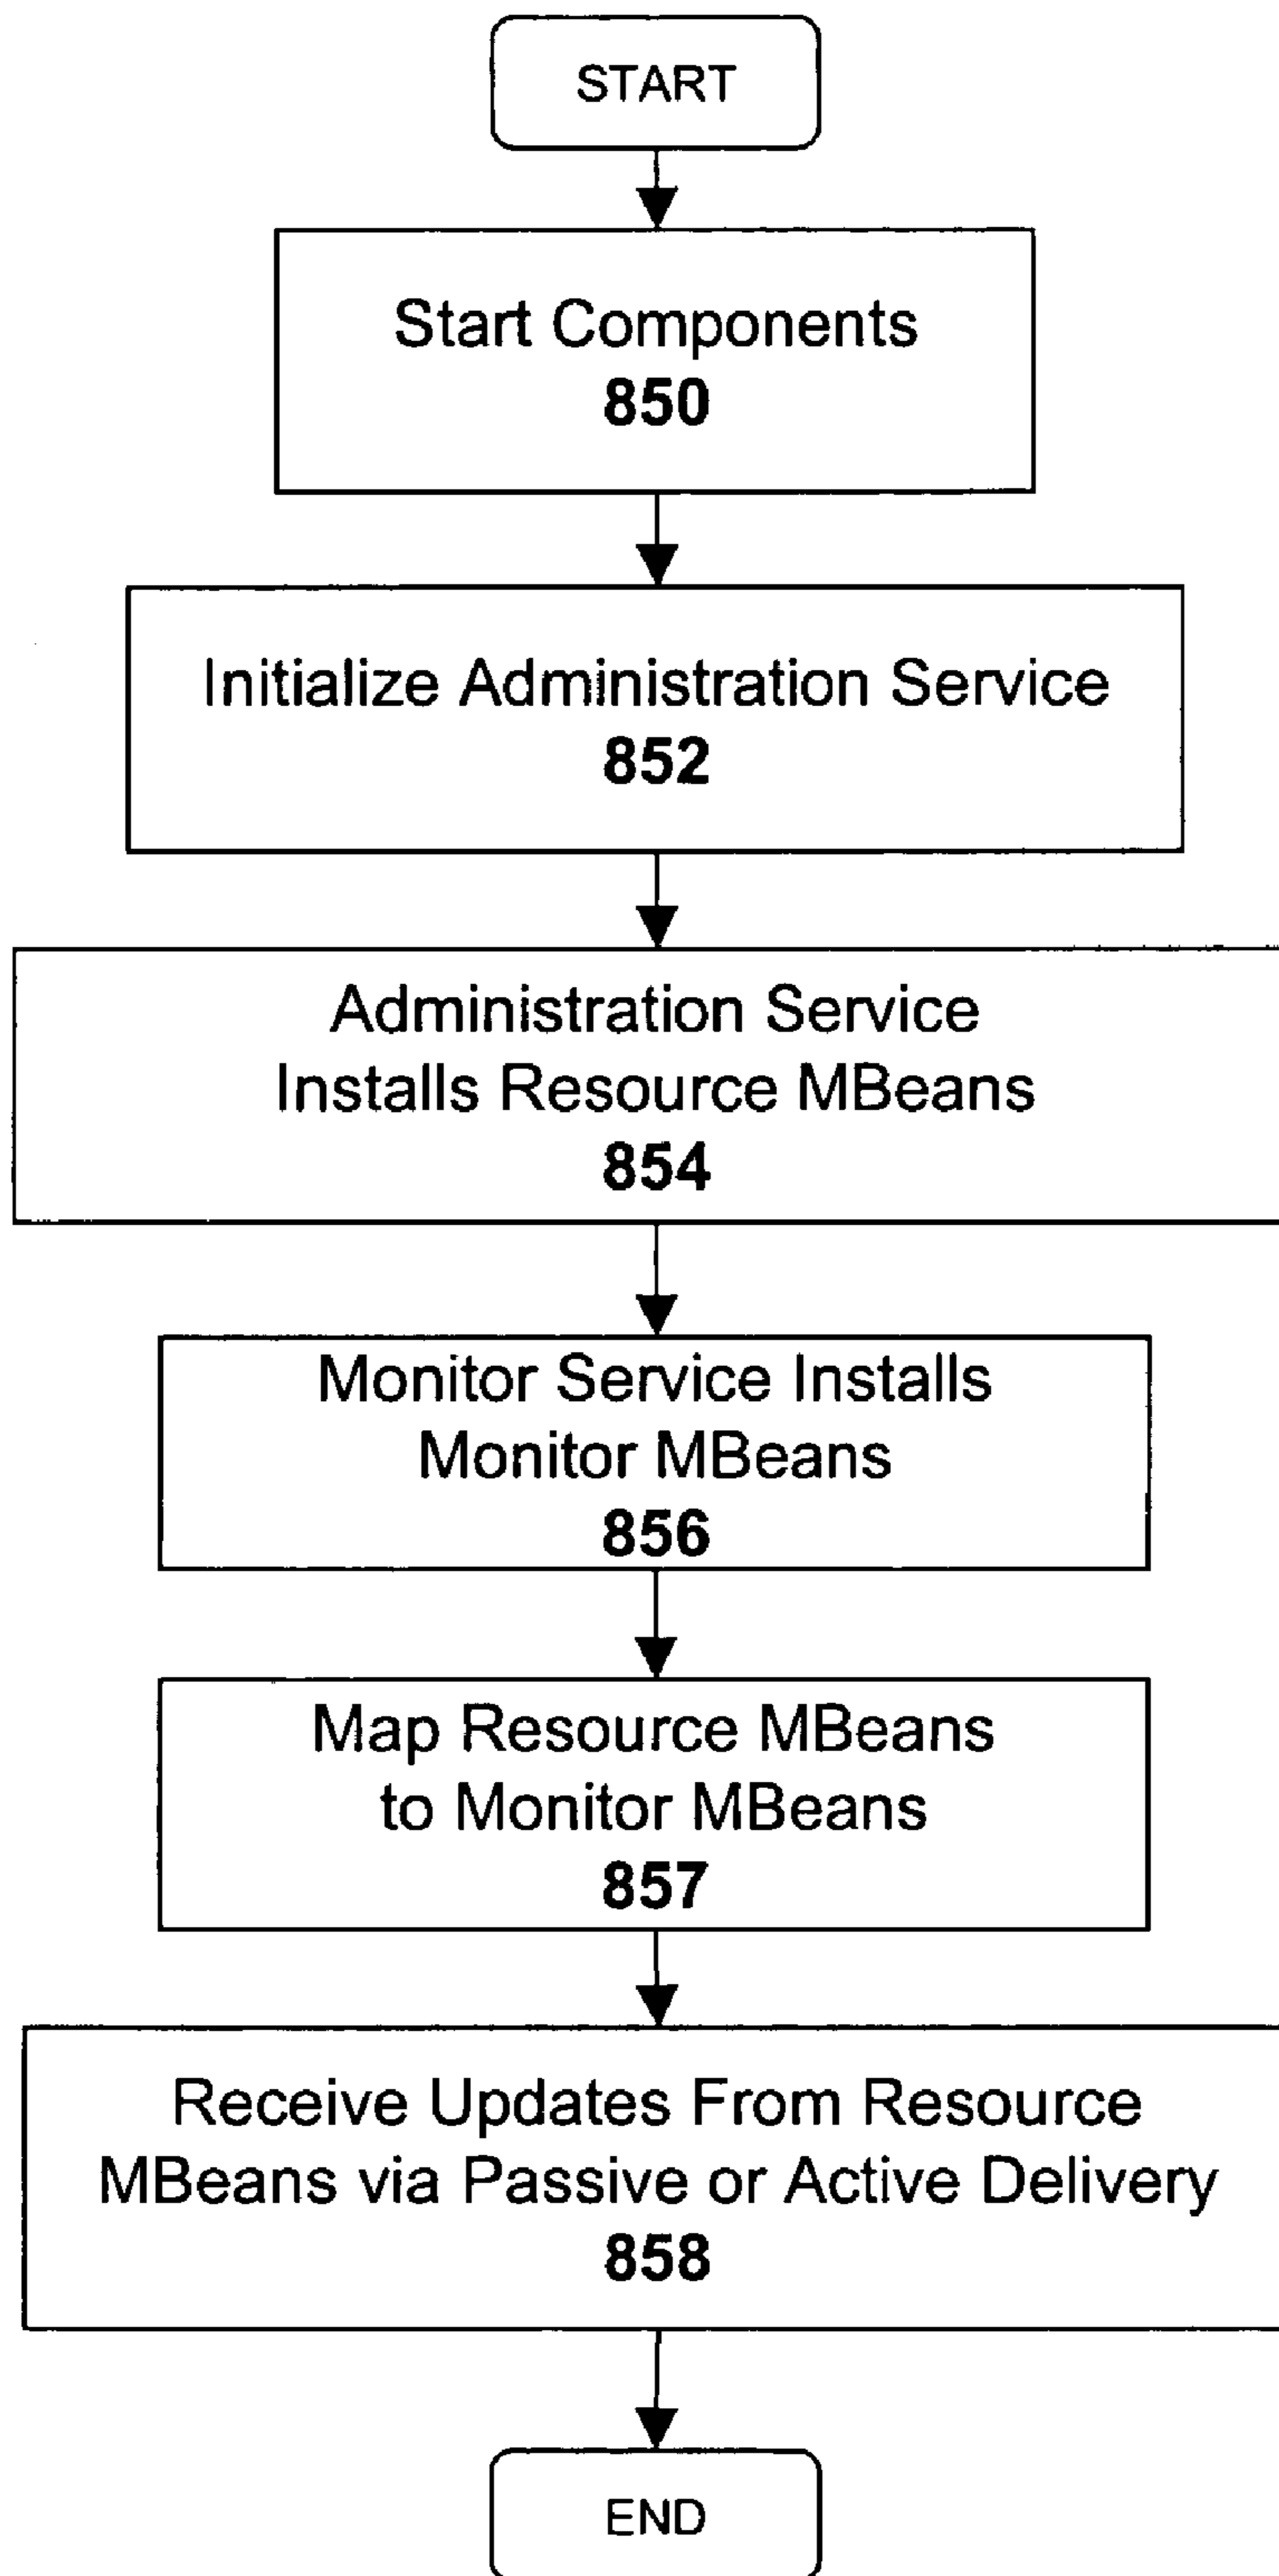 START
Start Components
850
Initialize Administration Service
852
Administration Service
Installs Resource MBeans
854
Monitor Service Installs
Monitor MBeans
856
Map Resource MBeans
to Monitor MBeans
857
Receive Updates From Resource
MBeans via Passive or Active Delivery
858
END